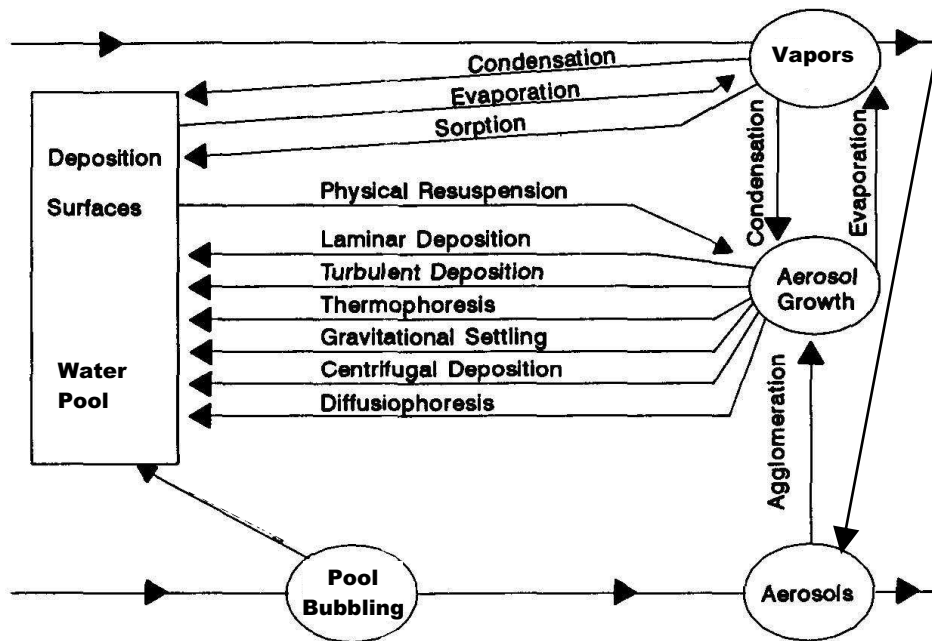 Vapors
Condensation
Evaporation
Sorption
Condensation
Evaporation
Deposition
Surfaces
Physical Resuspension
Laminar Deposition
Turbulent Deposition
Thermophoresis
Gravitational Settling
Centrifugal Deposition
Diffusiophoresis
Aerosol
Growth
Water
Pool
Agglomeration
Pool
Bubbling
Aerosols